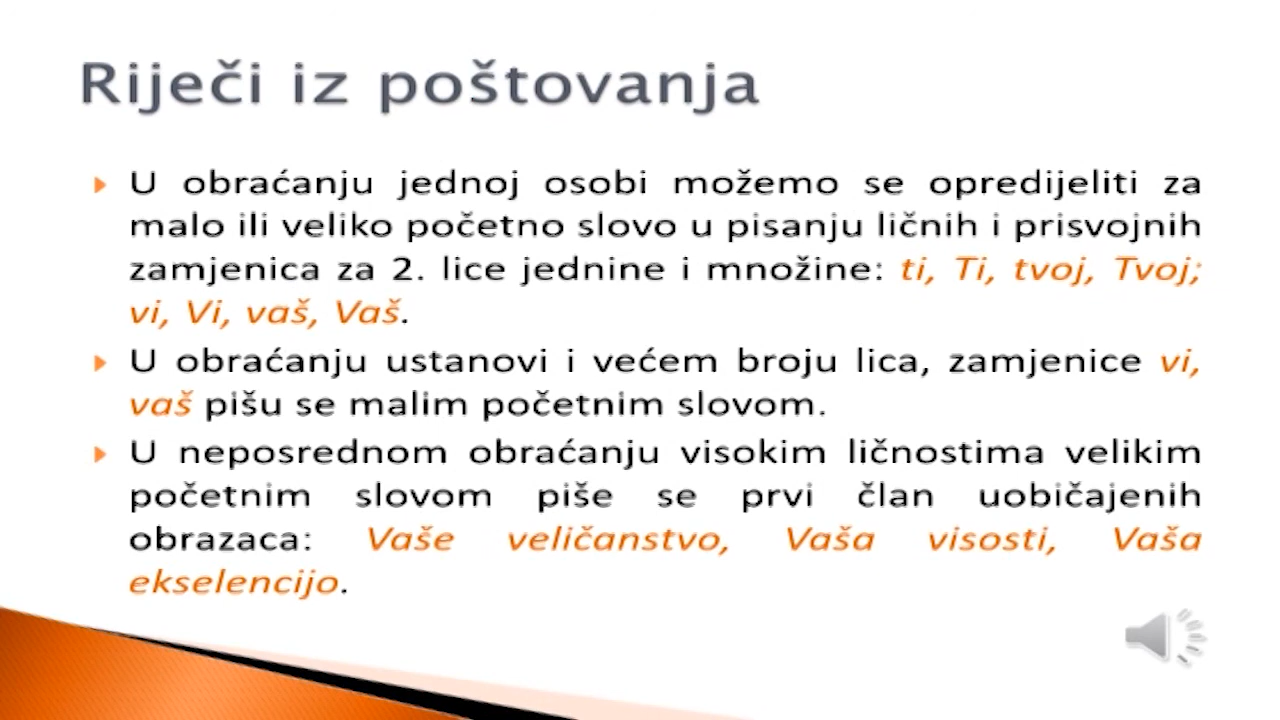 Riječi iz poštovanja
U obraćanju jednoj osobi možemo se opredijeliti za
malo ili veliko početno slovo u pisanju ličnih i prisvojnih
zamjenica za 2. lice jednine i množine: ti, Ti, tvoj, Tvoj;
vi, Vi, vaš, Vaš.
U obraćanju ustanovi i većem broju lica, zamjenice vi,
vaš pišu se malim početnim slovom.
U neposrednom obraćanju visokim ličnostima velikim
početnim slovom piše se prvi član uobičajenih
obrazaca: Vaše veličanstvo, Vaša visosti, Vaša
ekselencijo.